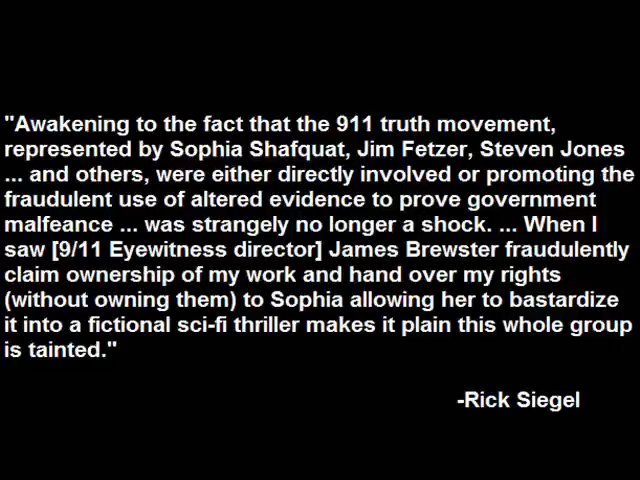 "Awakening to the fact that the 911 truth movement,
represented by Sophia Shafquat, Jim Fetzer, Steven Jones
... and others, were either directly involved or promoting the
fraudulent use of altered evidence to prove government
malfeance ... was strangely no longer a shock. ... When I
saw [9/11 Eyewitness director] James Brewster fraudulently
claim ownership of my work and hand over my rights
(without owning them) to Sophia allowing her to bastardize
it into a fictional sci-fi thriller makes it plain this whole group
is tainted."
-Rick Siegel